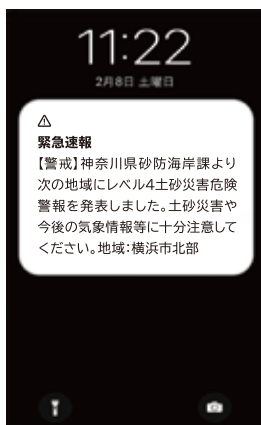 11:22
2月8日 土曜日
緊急速報
【警戒】神奈川県砂防海岸課より
次の地域にレベル4土砂災害危険
警報を発表しました。土砂災害や
今後の気象情報等に十分注意して
ください。地域:横浜市北部